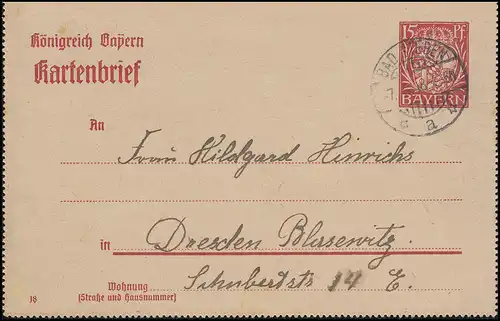 Königreich Bayern
Kartenbrief
15 Pf
BAYERN
BAD
a
An
Frau Hildgard Hinrichs
in Dresden Blasewitz
Wohnung
(Straße und Hausnummer)
Schubertstr 14 E.
18